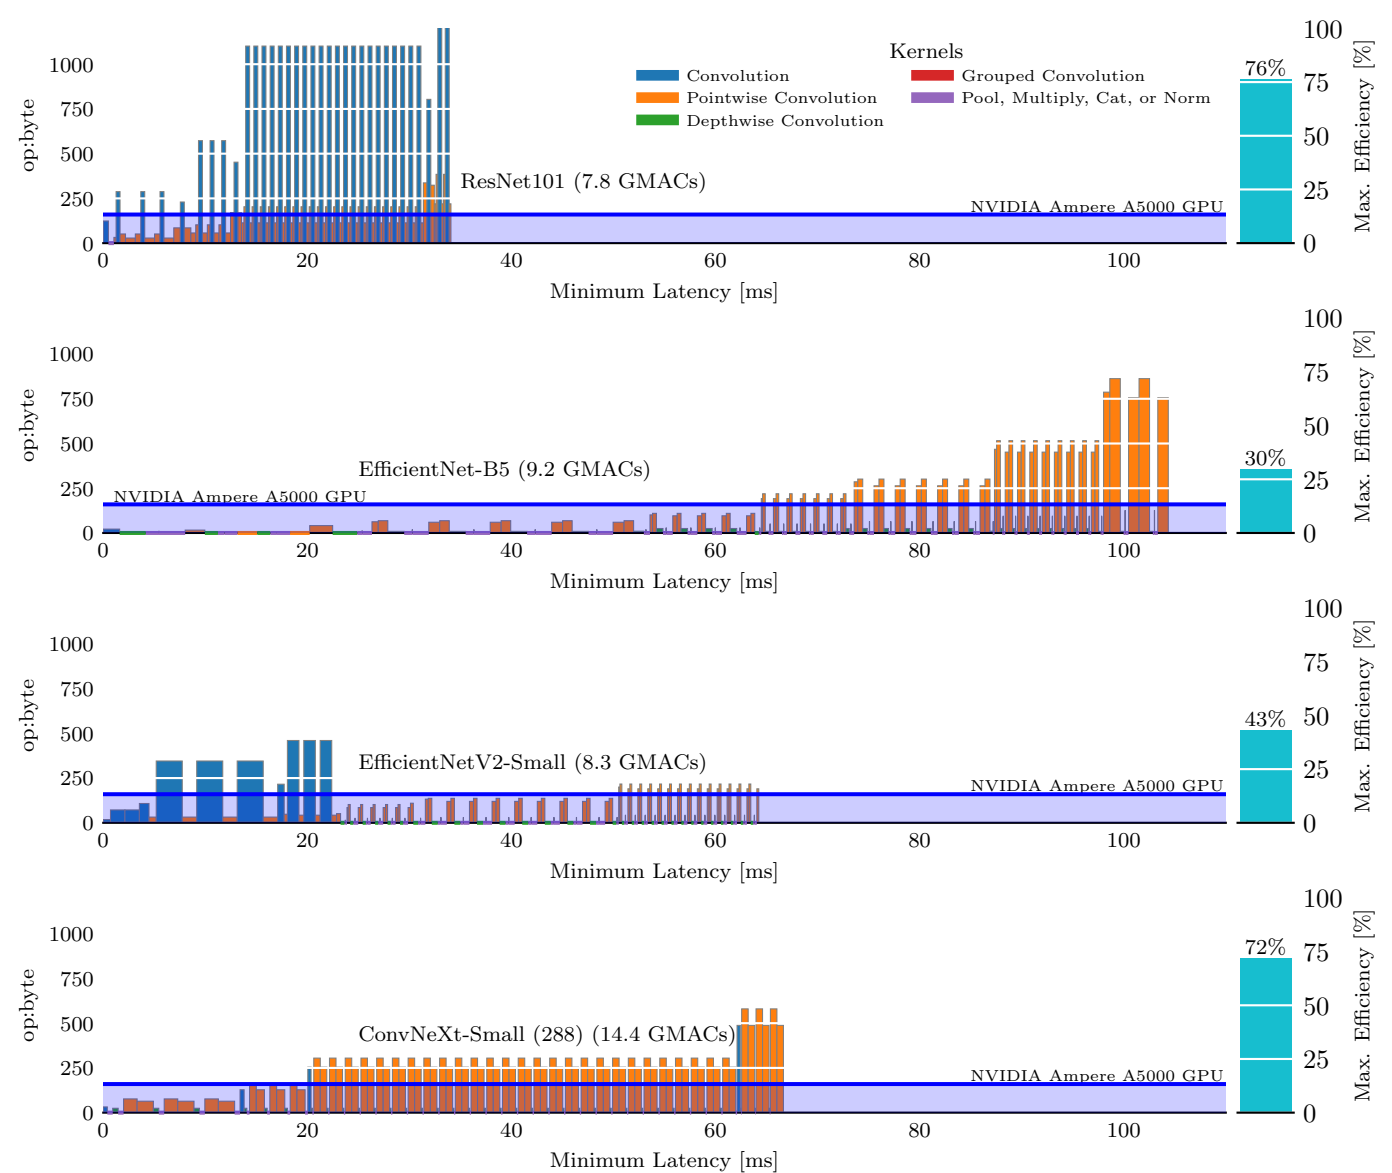 Kernels
Convolution
Pointwise Convolution
Depthwise Convolution
Grouped Convolution
Pool, Multiply, Cat, or Norm
op:byte
1000
750
500
250
0
ResNet101 (7.8 GMACs)
NVIDIA Ampere A5000 GPU
0 20 40 60 80 100
Minimum Latency [ms]
76%
100
75
50
25
0
Max. Efficiency [%]
op:byte
1000
750
500
250
0
EfficientNet-B5 (9.2 GMACs)
NVIDIA Ampere A5000 GPU
0 20 40 60 80 100
Minimum Latency [ms]
30%
100
75
50
25
0
Max. Efficiency [%]
op:byte
1000
750
500
250
0
EfficientNetV2-Small (8.3 GMACs)
NVIDIA Ampere A5000 GPU
0 20 40 60 80 100
Minimum Latency [ms]
43%
100
75
50
25
0
Max. Efficiency [%]
op:byte
1000
750
500
250
0
ConvNeXt-Small (288) (14.4 GMACs)
NVIDIA Ampere A5000 GPU
0 20 40 60 80 100
Minimum Latency [ms]
72%
100
75
50
25
0
Max. Efficiency [%]